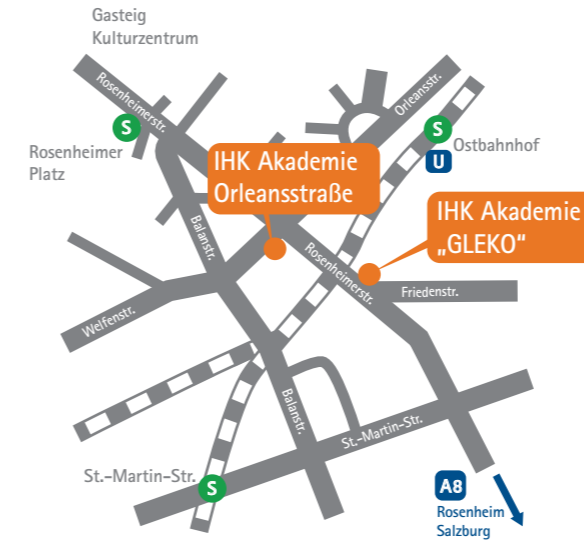 Gasteig
Kulturzentrum
Rosenheimerstr.
Orleansstr.
S
S
Ostbahnhof
U
Rosenheimer
Platz
IHK Akademie
Orleansstraße
IHK Akademie
„GLEKO“
Balanstr.
Rosenheimerstr.
Friedenstr.
Welfenstr.
Balanstr.
St.-Martin-Str.
St.-Martin-Str.
S
A8
Rosenheim
Salzburg